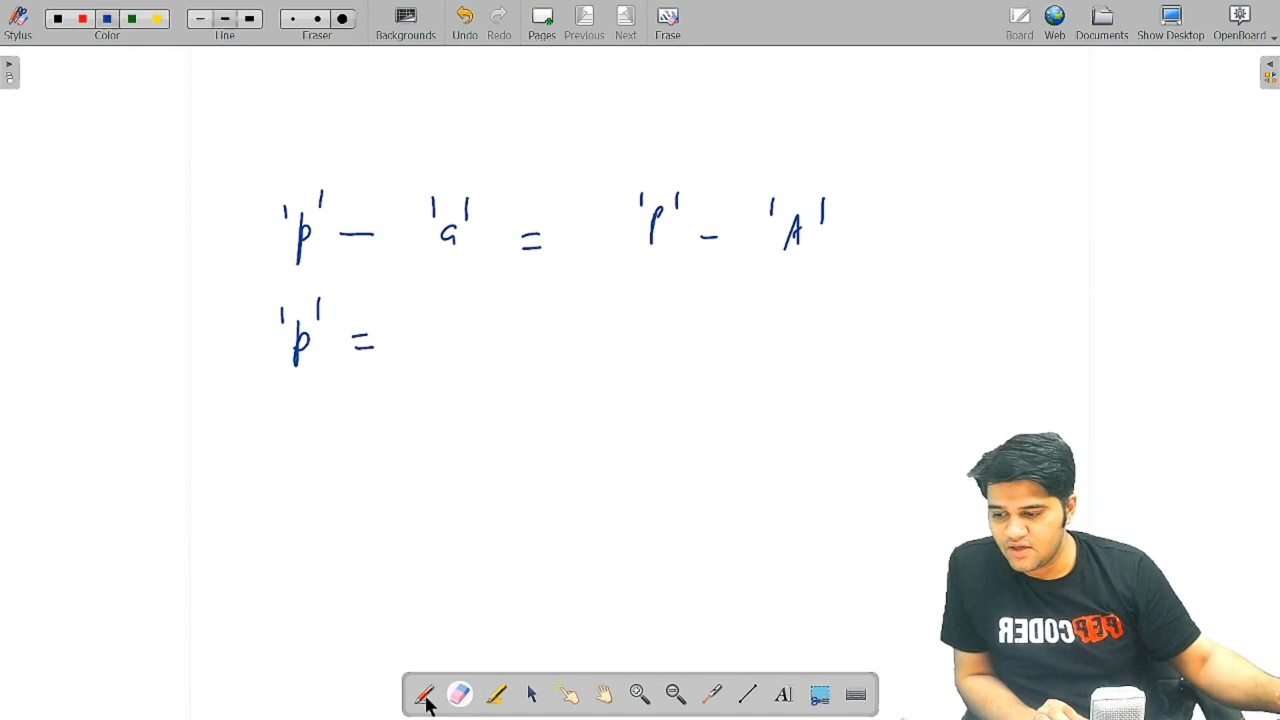 Stylus Color Line Eraser Backgrounds Undo Redo Pages Previous Next Erase Board Web Documents Show Desktop OpenBoard
'p' - 'a' = 'P' - 'A'
'p' =
PEPCODER